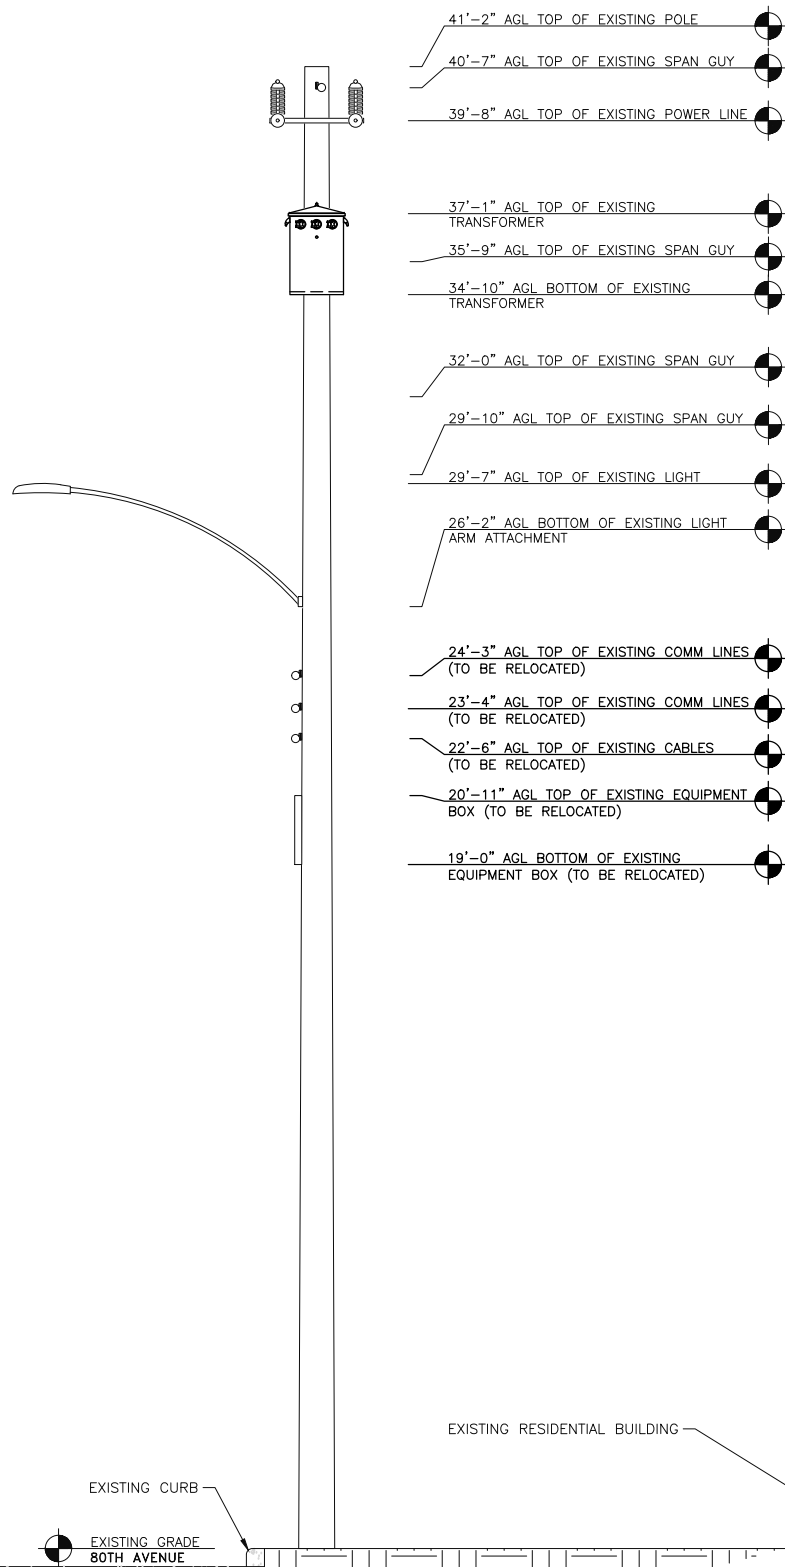 41'-2" AGL TOP OF EXISTING POLE
40'-7" AGL TOP OF EXISTING SPAN GUY
39'-8" AGL TOP OF EXISTING POWER LINE
37'-1" AGL TOP OF EXISTING
TRANSFORMER
35'-9" AGL TOP OF EXISTING SPAN GUY
34'-10" AGL BOTTOM OF EXISTING
TRANSFORMER
32'-0" AGL TOP OF EXISTING SPAN GUY
29'-10" AGL TOP OF EXISTING SPAN GUY
29'-7" AGL TOP OF EXISTING LIGHT
26'-2" AGL BOTTOM OF EXISTING LIGHT
ARM ATTACHMENT
24'-3" AGL TOP OF EXISTING COMM LINES
(TO BE RELOCATED)
23'-4" AGL TOP OF EXISTING COMM LINES
(TO BE RELOCATED)
22'-6" AGL TOP OF EXISTING CABLES
(TO BE RELOCATED)
20'-11" AGL TOP OF EXISTING EQUIPMENT
BOX (TO BE RELOCATED)
19'-0" AGL BOTTOM OF EXISTING
EQUIPMENT BOX (TO BE RELOCATED)
EXISTING RESIDENTIAL BUILDING
EXISTING CURB
EXISTING GRADE
80TH AVENUE